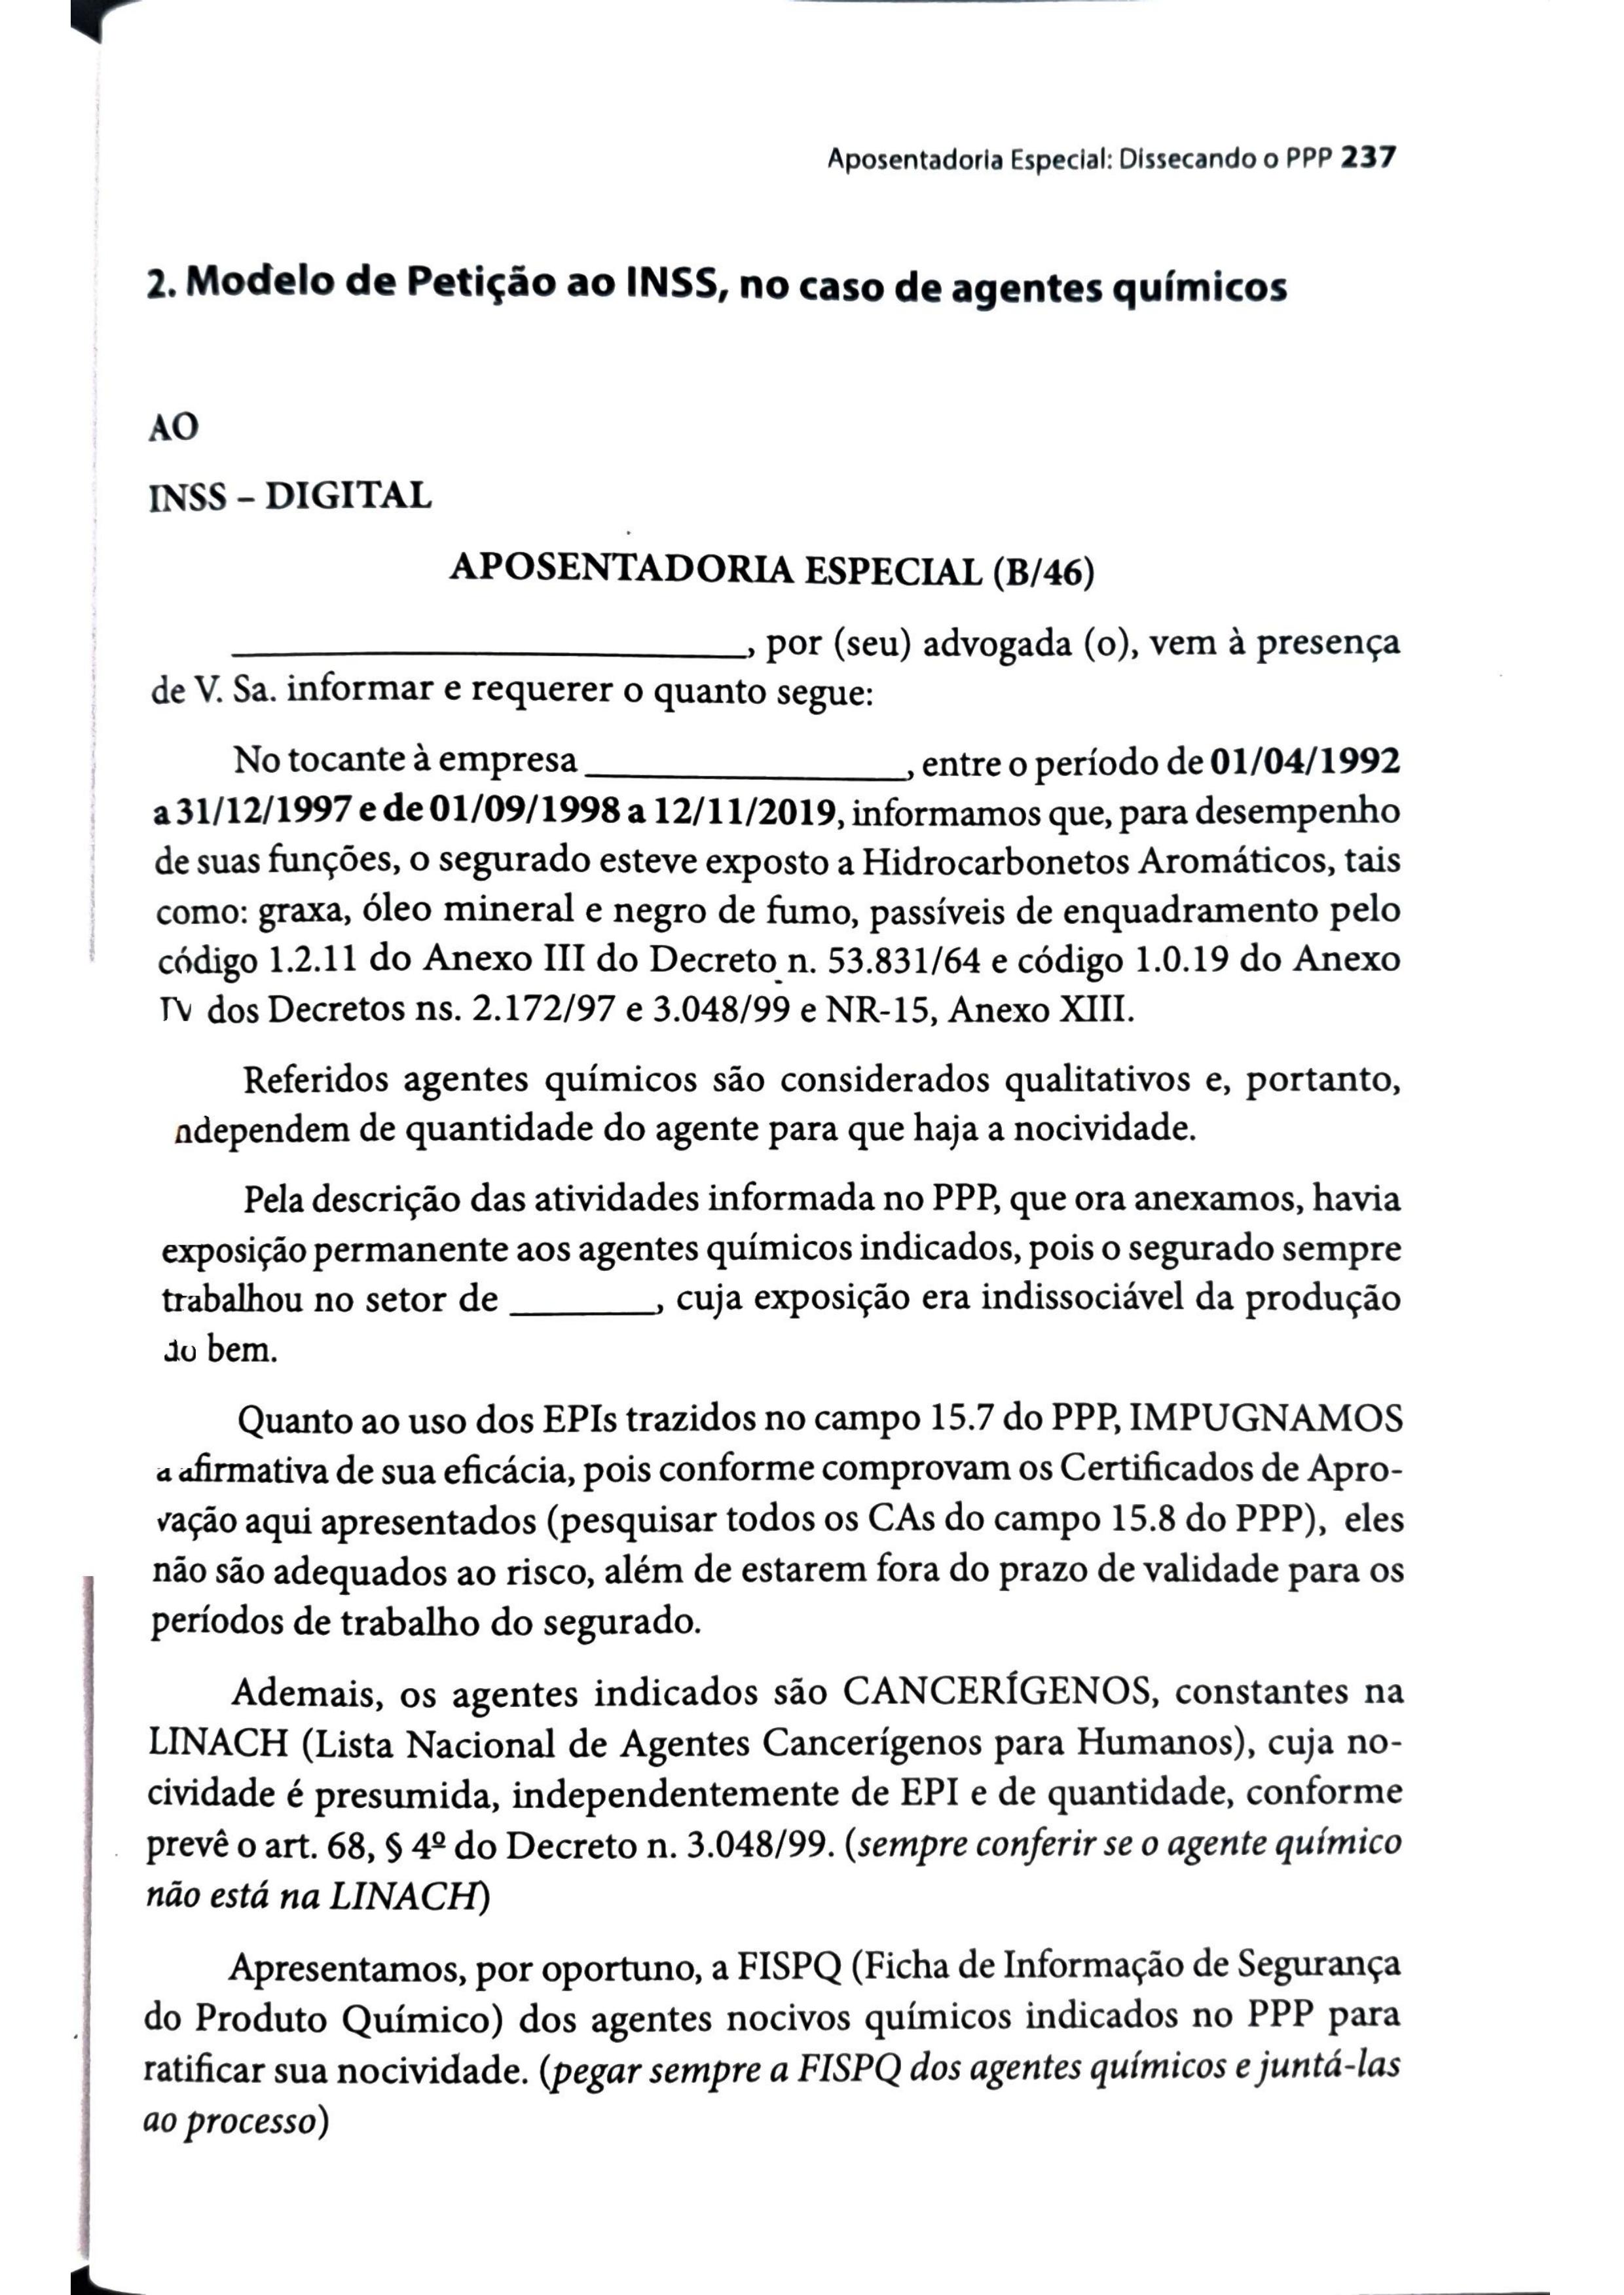 Aposentadoria Especial: Dissecando o PPP 237
2. Modelo de Petição ao INSS, no caso de agentes químicos
AO
INSS – DIGITAL
APOSENTADORIA ESPECIAL (B/46)
____________________________, por (seu) advogada (o), vem à presença
de V. Sa. informar e requerer o quanto segue:
No tocante à empresa __________________, entre o período de 01/04/1992
a 31/12/1997 e de 01/09/1998 a 12/11/2019, informamos que, para desempenho
de suas funções, o segurado esteve exposto a Hidrocarbonetos Aromáticos, tais
como: graxa, óleo mineral e negro de fumo, passíveis de enquadramento pelo
código 1.2.11 do Anexo III do Decreto n. 53.831/64 e código 1.0.19 do Anexo
IV dos Decretos ns. 2.172/97 e 3.048/99 e NR-15, Anexo XIII.
Referidos agentes químicos são considerados qualitativos e, portanto,
ndependem de quantidade do agente para que haja a nocividade.
Pela descrição das atividades informada no PPP, que ora anexamos, havia
exposição permanente aos agentes químicos indicados, pois o segurado sempre
trabalhou no setor de ________, cuja exposição era indissociável da produção
do bem.
Quanto ao uso dos EPIs trazidos no campo 15.7 do PPP, IMPUGNAMOS
a afirmativa de sua eficácia, pois conforme comprovam os Certificados de Apro-
vação aqui apresentados (pesquisar todos os CAs do campo 15.8 do PPP), eles
não são adequados ao risco, além de estarem fora do prazo de validade para os
períodos de trabalho do segurado.
Ademais, os agentes indicados são CANCERÍGENOS, constantes na
LINACH (Lista Nacional de Agentes Cancerígenos para Humanos), cuja no-
cividade é presumida, independentemente de EPI e de quantidade, conforme
prevê o art. 68, § 4º do Decreto n. 3.048/99. (sempre conferir se o agente químico
não está na LINACH)
Apresentamos, por oportuno, a FISPQ (Ficha de Informação de Segurança
do Produto Químico) dos agentes nocivos químicos indicados no PPP para
ratificar sua nocividade. (pegar sempre a FISPQ dos agentes químicos e juntá-las
ao processo)